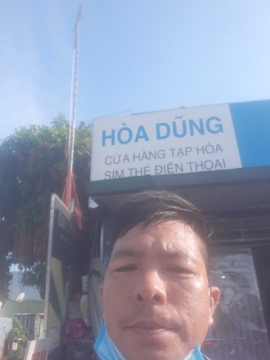 HÒA DŨNG
CỬA HÀNG TẠP HÓA
SIM THẺ ĐIỆN THOẠI